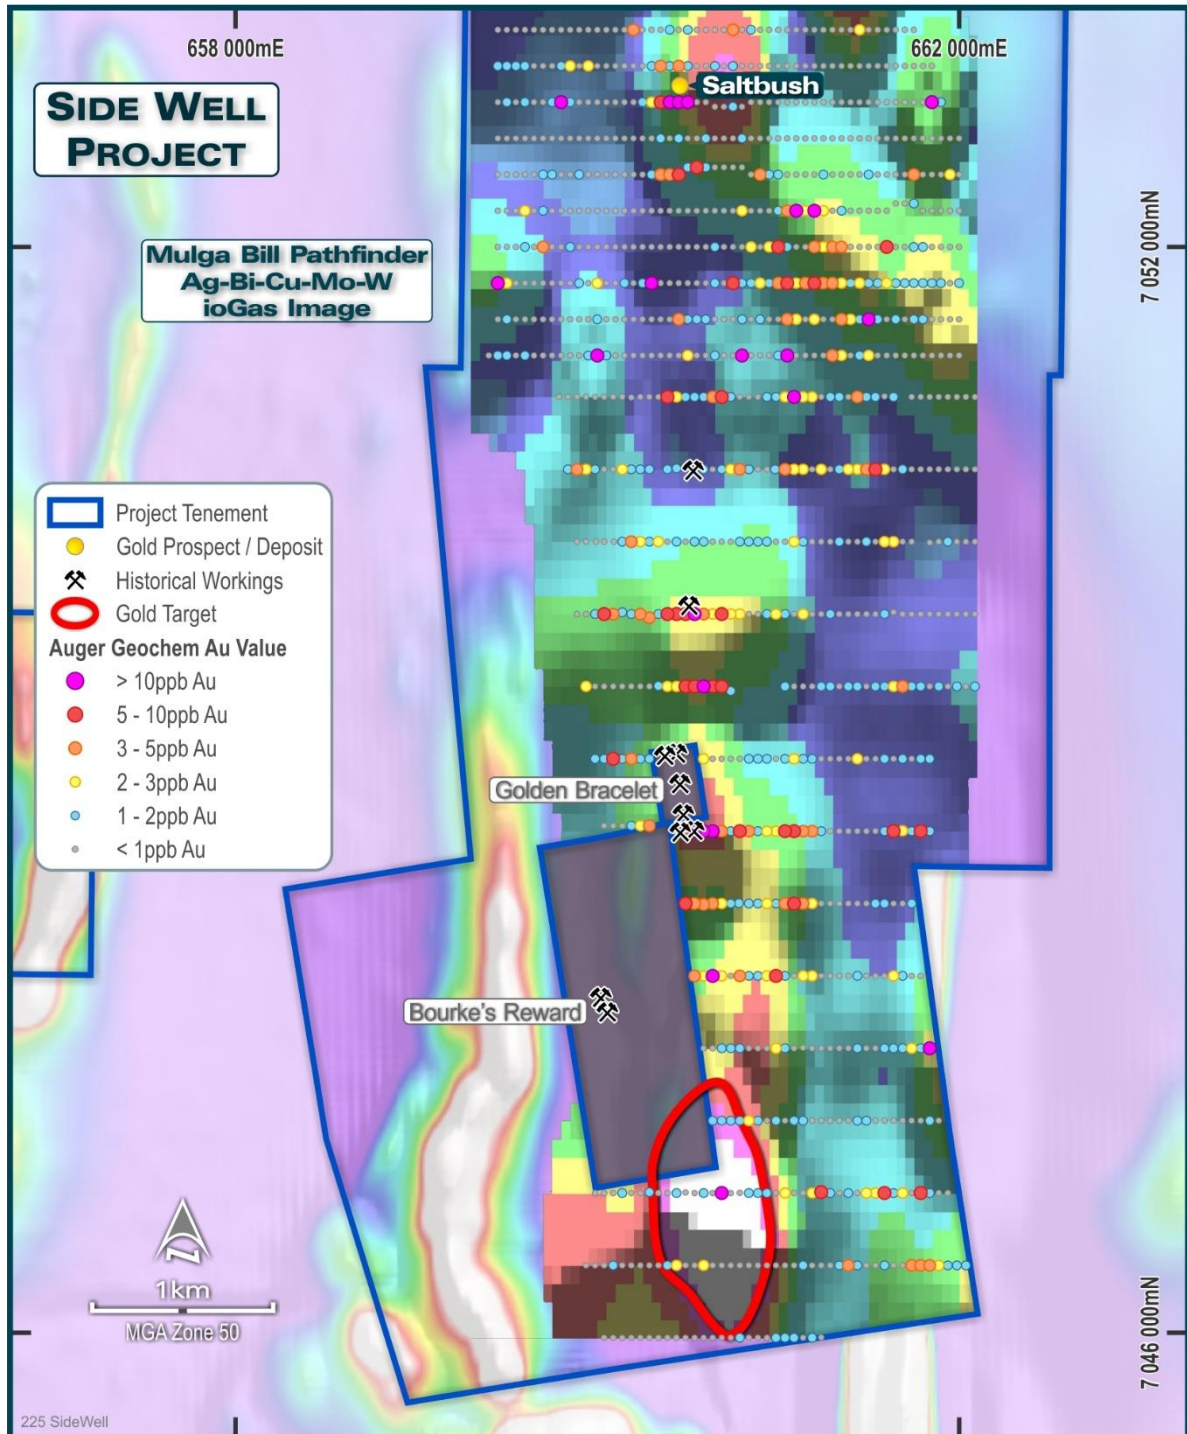 658 000mE
662 000mE
SIDE WELL
PROJECT
Saltbush
Mulga Bill Pathfinder
Ag-Bi-Cu-Mo-W
ioGas Image
7 052 000mN
Project Tenement
Gold Prospect / Deposit
Historical Workings
Gold Target
Auger Geochem Au Value
> 10ppb Au
5 - 10ppb Au
3 - 5ppb Au
2 - 3ppb Au
1 - 2ppb Au
< 1ppb Au
Golden Bracelet
Bourke's Reward
N
1km
MGA Zone 50
7 046 000mN
225 SideWell